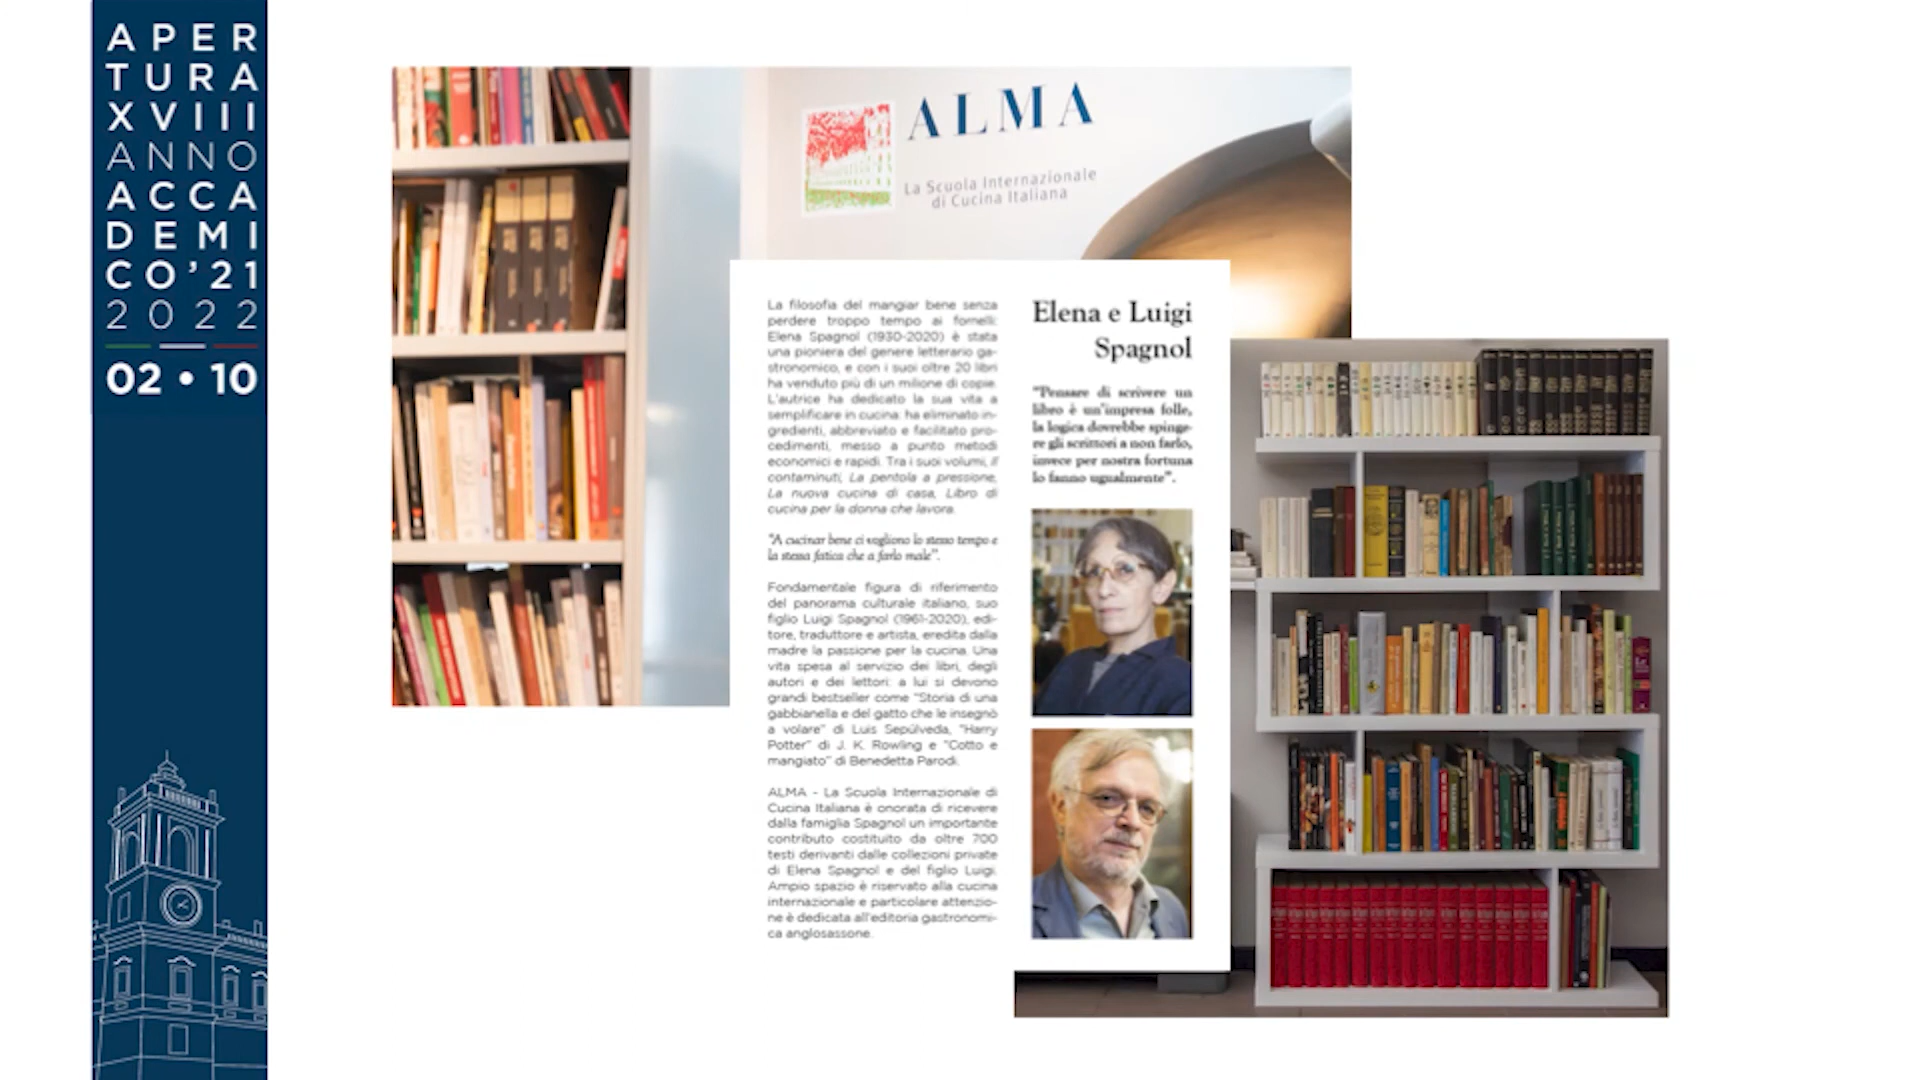 APER
TURA
XVIII
ANNO
ACCA
DEMI
CO'21
2022
02 • 10
ALMA
La Scuola Internazionale
di Cucina Italiana
La filosofia del mangiar bene senza
perdere troppo tempo ai fornelli:
Elena Spagnol (1930-2020) è stata
una pioniera del genere letterario ga-
stronomico, e con i suoi oltre 20 libri
ha venduto più di un milione di copie.
L'autrice ha dedicato la sua vita a
semplificare in cucina: ha eliminato in-
gredienti, abbreviato e facilitato pro-
cedimenti, messo a punto metodi
economici e rapidi. Tra i suoi volumi, Il
contaminuti, La pentola a pressione,
La nuova cucina di casa, Libro di
cucina per la donna che lavora.
"A cucinar bene ci vogliono lo stesso tempo e
la stessa fatica che a farlo male".
Fondamentale figura di riferimento
del panorama culturale italiano, suo
figlio Luigi Spagnol (1961-2020), edi-
tore, traduttore e artista, eredita dalla
madre la passione per la cucina. Una
vita spesa al servizio dei libri, degli
autori e dei lettori: a lui si devono
grandi bestseller come "Storia di una
gabbianella e del gatto che le insegnò
a volare" di Luis Sepúlveda, "Harry
Potter" di J. K. Rowling e "Cotto e
mangiato" di Benedetta Parodi.
ALMA - La Scuola Internazionale di
Cucina Italiana è onorata di ricevere
dalla famiglia Spagnol un importante
contributo costituito da oltre 700
testi derivanti dalle collezioni private
di Elena Spagnol e del figlio Luigi.
Ampio spazio è riservato alla cucina
internazionale e particolare attenzio-
ne è dedicata all'editoria gastronomi-
ca anglosassone.
Elena e Luigi
Spagnol
"Pensare di scrivere un
libro è un'impresa folle,
la logica dovrebbe spinge-
re gli scrittori a non farlo,
invece per nostra fortuna
lo fanno ugualmente".